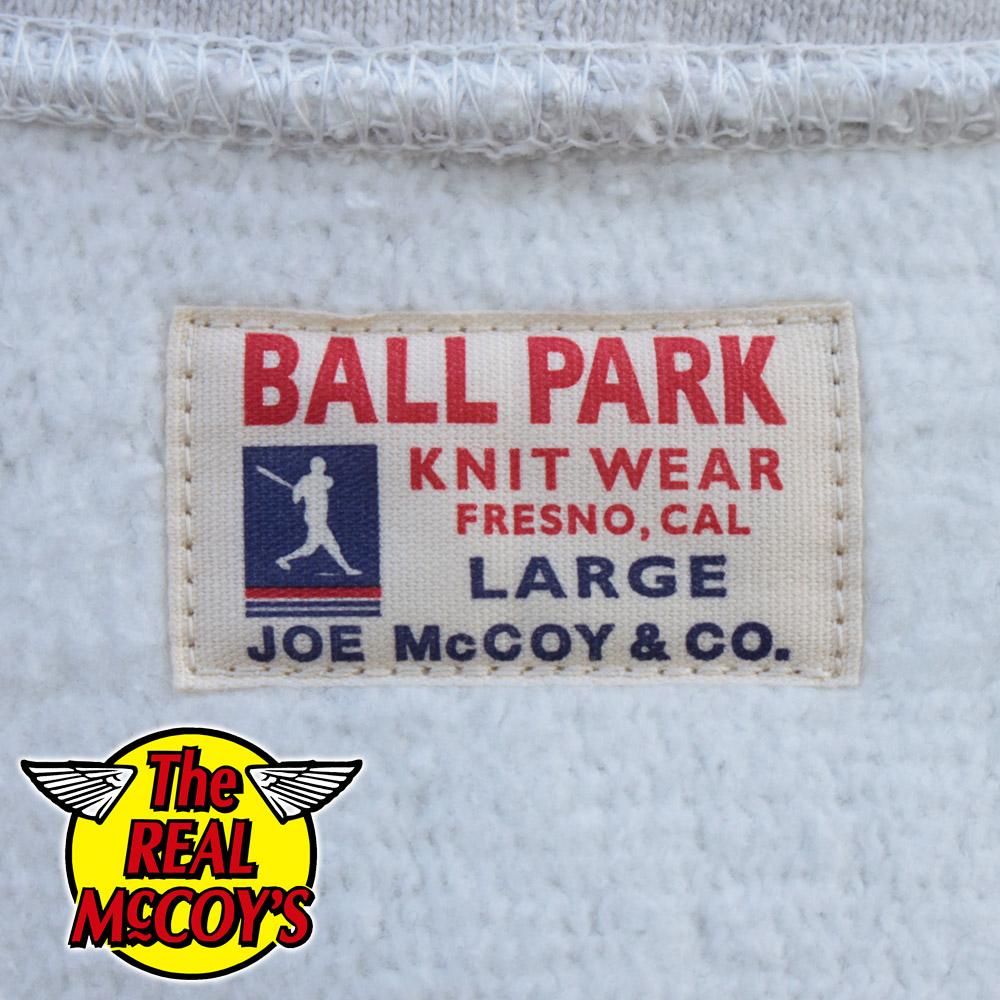 BALL PARK
KNIT WEAR
FRESNO, CAL
LARGE
JOE McCOY & CO.
The
REAL
McCOY'S